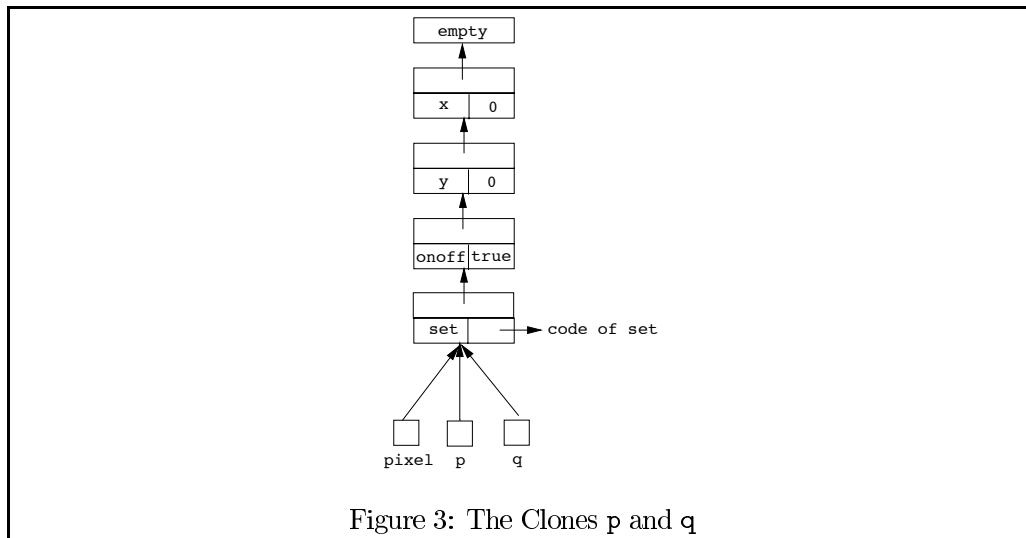 empty
x 0
y 0
onoff true
set code of set
pixel p q
Figure 3: The Clones p and q